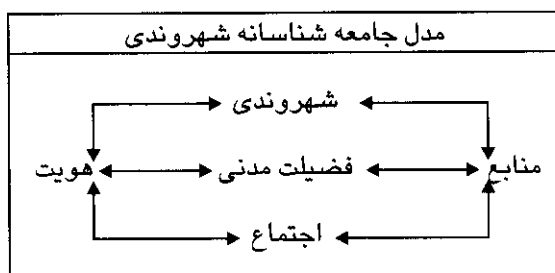 مدل جامعه شناسانه شهروندی
شهروندی
منابع فضیلت مدنی هویت
اجتماع